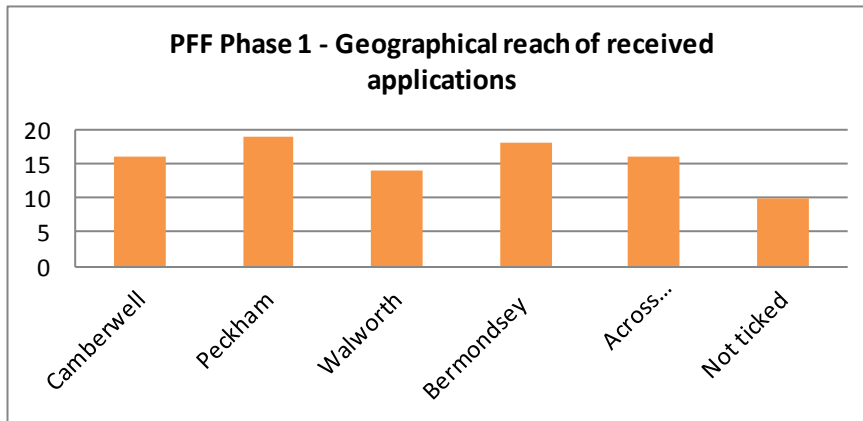 PFF Phase 1 - Geographical reach of received
applications
20
15
10
5
0
Camberwell
Peckham
Walworth
Bermondsey
Across...
Not ticked